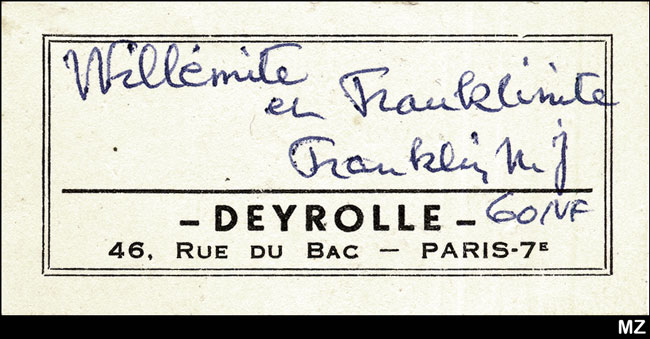 Willémite
en Franklinite
Franklin, N.J
60 NF
– DEYROLLE –
46, RUE DU BAC — PARIS-7E
MZ